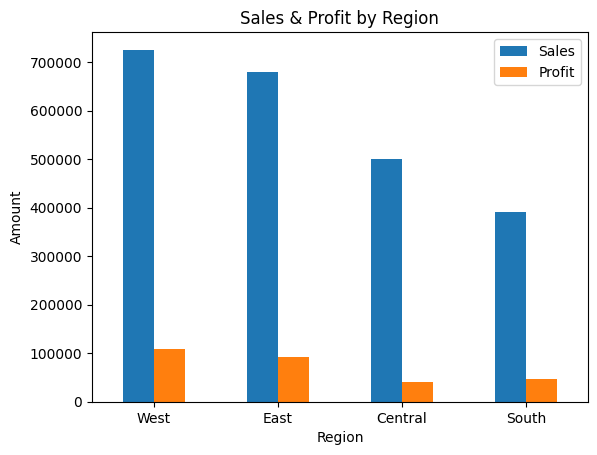 Sales & Profit by Region
Sales
Profit
Amount
700000
600000
500000
400000
300000
200000
100000
0
West East Central South
Region